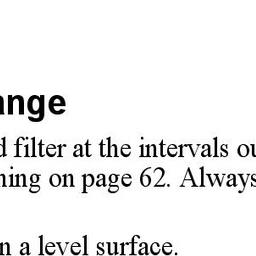 ange
d filter at the intervals ou
ning on page 62. Always
n a level surface.